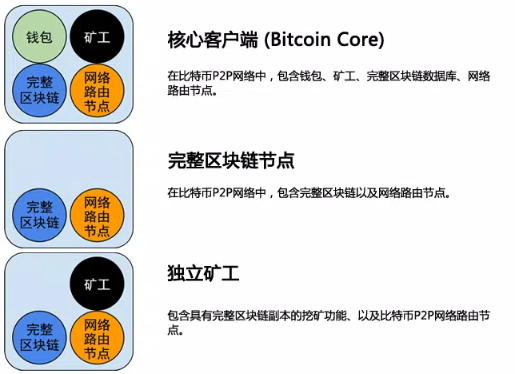 钱包
矿工
完整
区块链
网络
路由
节点
核心客户端 (Bitcoin Core)
在比特币P2P网络中，包含钱包、矿工、完整区块链数据库、网络
路由节点。
完整
区块链
网络
路由
节点
完整区块链节点
在比特币P2P网络中，包含完整区块链以及网络路由节点。
矿工
完整
区块链
网络
路由
节点
独立矿工
包含具有完整区块链副本的挖矿功能、以及比特币P2P网络路由节
点。